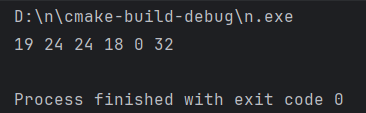 D:\n\cmake-build-debug\n.exe
19 24 24 18 0 32
Process finished with exit code 0